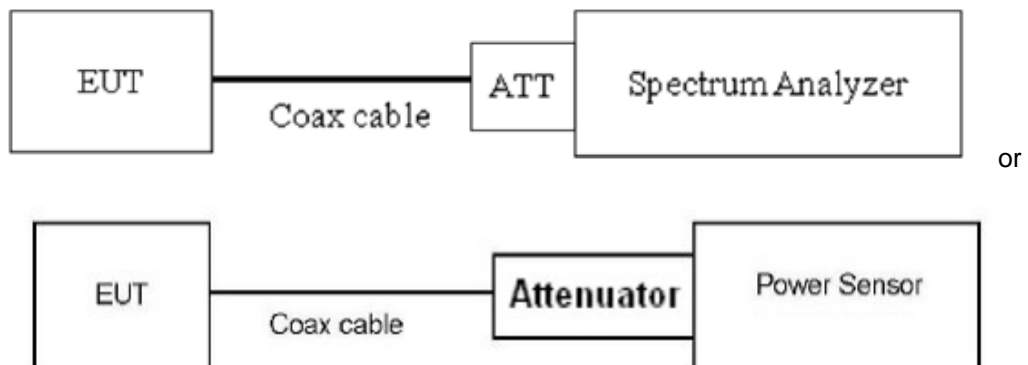 EUT
Coax cable
ATT
Spectrum Analyzer
or
EUT
Coax cable
Attenuator
Power Sensor